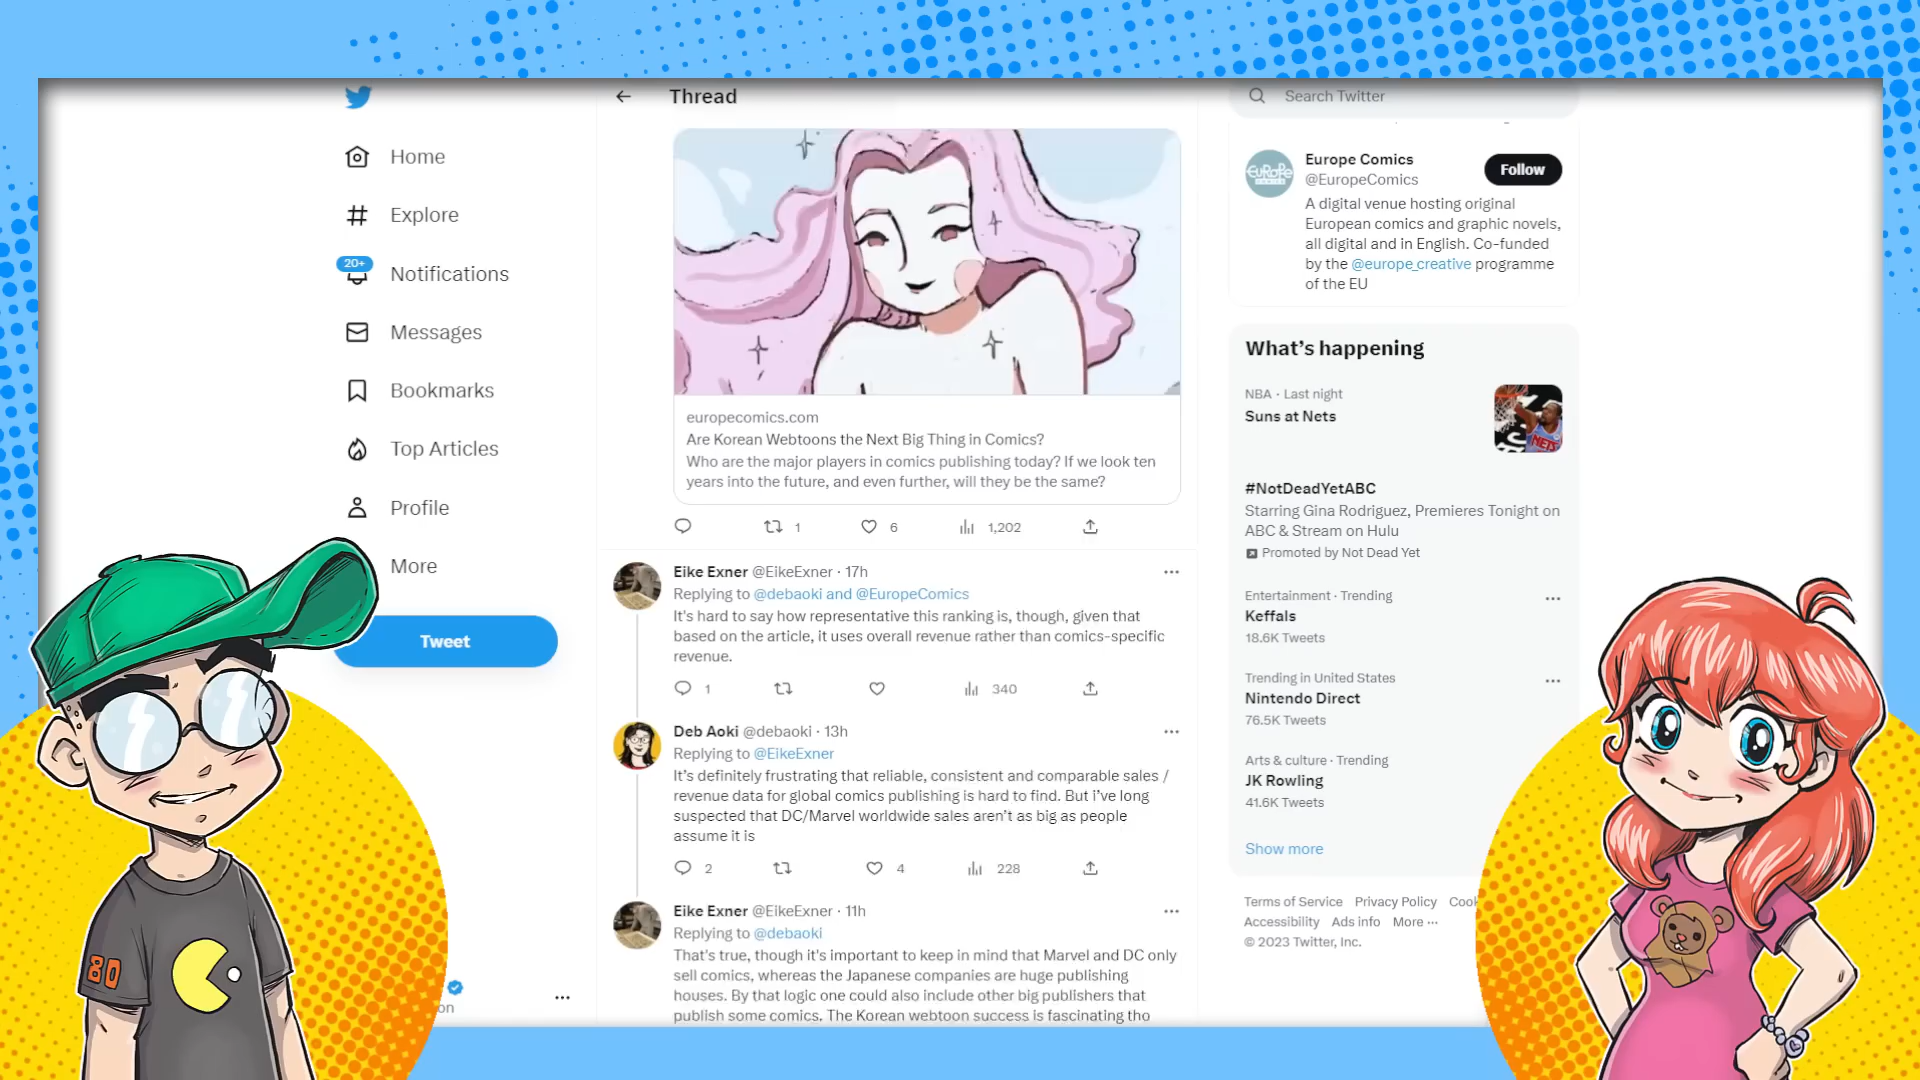 Home
Explore
20+
Notifications
Messages
Bookmarks
Top Articles
Profile
More
Tweet
on
80
Thread
europecomics.com
Are Korean Webtoons the Next Big Thing in Comics?
Who are the major players in comics publishing today? If we look ten
years into the future, and even further, will they be the same?
1 6 1,202
Eike Exner @EikeExner · 17h
Replying to @debaoki and @EuropeComics
It's hard to say how representative this ranking is, though, given that
based on the article, it uses overall revenue rather than comics-specific
revenue.
1 340
Deb Aoki @debaoki · 13h
Replying to @EikeExner
It's definitely frustrating that reliable, consistent and comparable sales /
revenue data for global comics publishing is hard to find. But i've long
suspected that DC/Marvel worldwide sales aren't as big as people
assume it is
2 4 228
Eike Exner @EikeExner · 11h
Replying to @debaoki
That's true, though it's important to keep in mind that Marvel and DC only
sell comics, whereas the Japanese companies are huge publishing
houses. By that logic one could also include other big publishers that
publish some comics. The Korean webtoon success is fascinating tho
Search Twitter
EUROPE
Europe Comics
@EuropeComics
Follow
A digital venue hosting original
European comics and graphic novels,
all digital and in English. Co-funded
by the @europe_creative programme
of the EU
What's happening
NBA · Last night
Suns at Nets
NETS
#NotDeadYetABC
Starring Gina Rodriguez, Premieres Tonight on
ABC & Stream on Hulu
Promoted by Not Dead Yet
Entertainment · Trending
Keffals
18.6K Tweets
Trending in United States
Nintendo Direct
76.5K Tweets
Arts & culture · Trending
JK Rowling
41.6K Tweets
Show more
Terms of Service Privacy Policy Cook
Accessibility Ads info More ···
© 2023 Twitter, Inc.